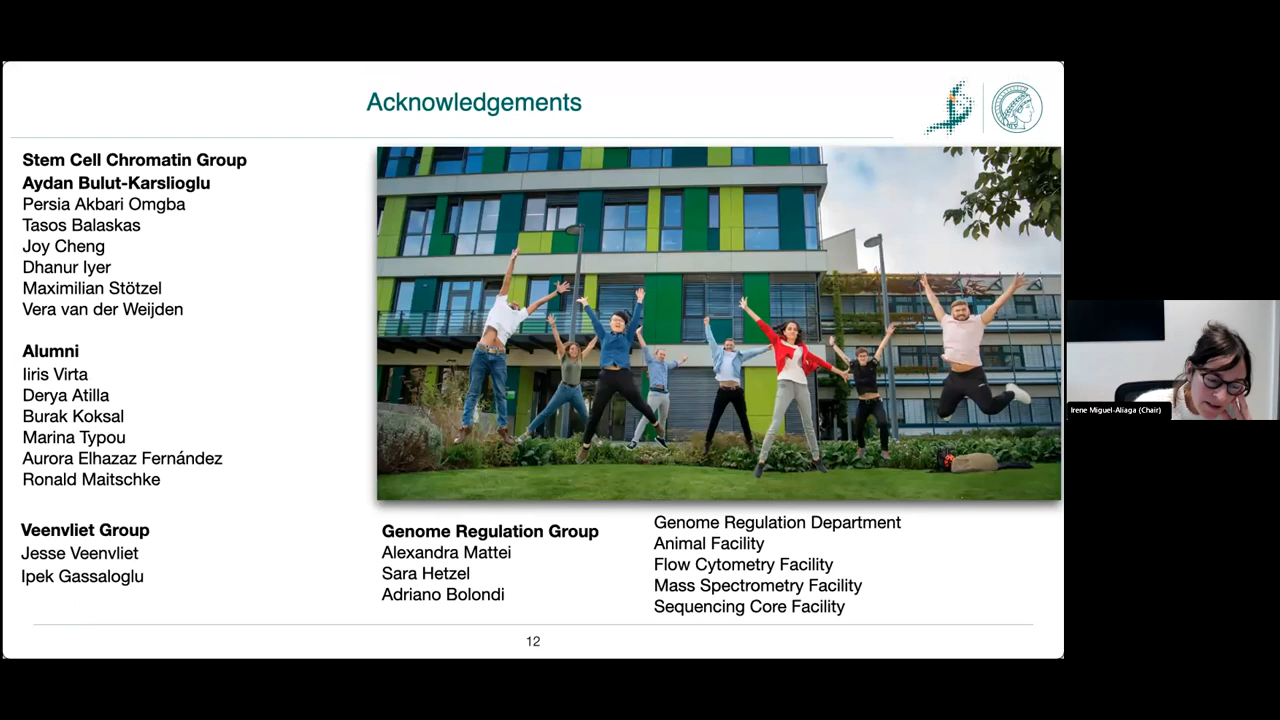 Acknowledgements
Stem Cell Chromatin Group
Aydan Bulut-Karslioglu
Persia Akbari Omgba
Tasos Balaskas
Joy Cheng
Dhanur Iyer
Maximilian Stötzel
Vera van der Weijden
Alumni
Iiris Virta
Derya Atilla
Burak Koksal
Marina Typou
Aurora Elhazaz Fernández
Ronald Maitschke
Veenvliet Group
Jesse Veenvliet
Ipek Gassaloglu
Genome Regulation Group
Alexandra Mattei
Sara Hetzel
Adriano Bolondi
Genome Regulation Department
Animal Facility
Flow Cytometry Facility
Mass Spectrometry Facility
Sequencing Core Facility
12
Irene Miguel-Aliaga (Chair)